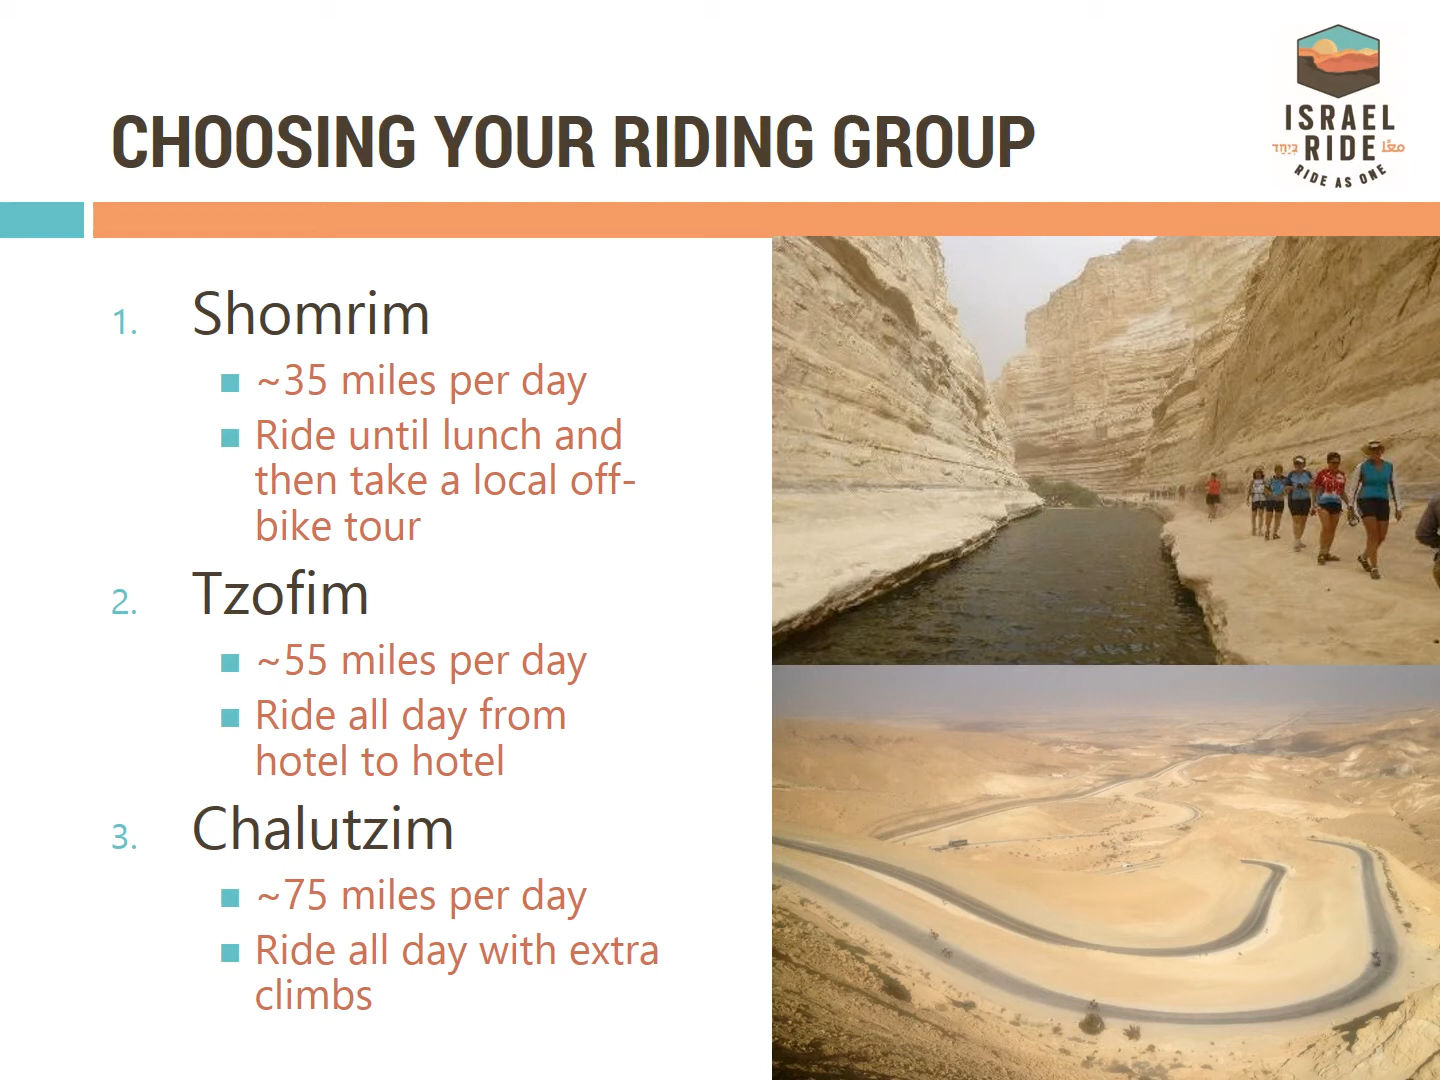 CHOOSING YOUR RIDING GROUP
ISRAEL
בְּיַחַד RIDE معًا
RIDE AS ONE
1. Shomrim
~35 miles per day
Ride until lunch and
then take a local off-
bike tour
2. Tzofim
~55 miles per day
Ride all day from
hotel to hotel
3. Chalutzim
~75 miles per day
Ride all day with extra
climbs